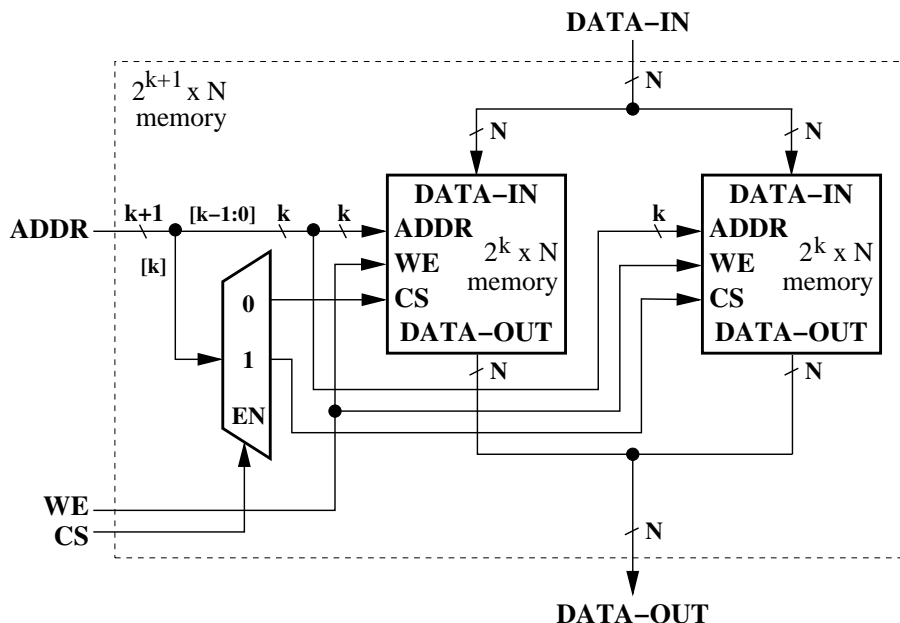 DATA−IN
N
2^{k+1} x N
memory
N
N
DATA−IN
DATA−IN
ADDR
k+1
[k−1:0]
k
k
ADDR
k
ADDR
[k]
2^k x N
memory
WE
2^k x N
memory
WE
0
CS
CS
DATA−OUT
DATA−OUT
1
N
N
EN
WE
CS
N
DATA−OUT